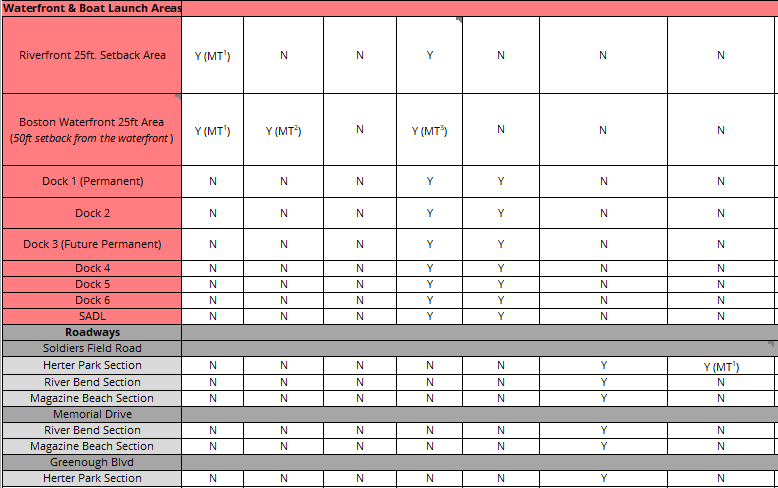 Waterfront & Boat Launch Areas
Riverfront 25ft. Setback Area Y (MT¹) N N Y N N N
Boston Waterfront 25ft Area
(50ft setback from the waterfront) Y (MT¹) Y (MT²) N Y (MT³) N N N
Dock 1 (Permanent) N N N Y Y N N
Dock 2 N N N Y Y N N
Dock 3 (Future Permanent) N N N Y Y N N
Dock 4 N N N Y Y N N
Dock 5 N N N Y Y N N
Dock 6 N N N Y Y N N
SADL N N N Y Y N N
Roadways
Soldiers Field Road
Herter Park Section N N N N N Y Y (MT¹)
River Bend Section N N N N N Y N
Magazine Beach Section N N N N N Y N
Memorial Drive
River Bend Section N N N N N Y N
Magazine Beach Section N N N N N Y N
Greenough Blvd
Herter Park Section N N N N N Y N